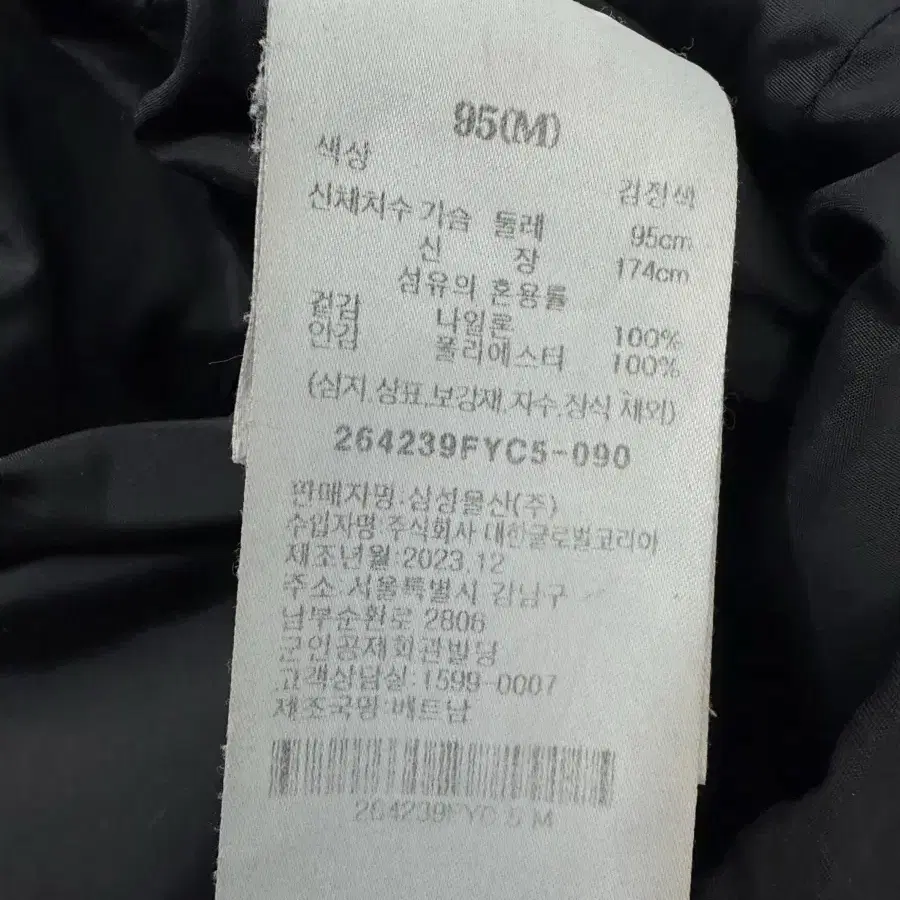 95(M)
색상 검정색
신체치수 가슴 둘레 95cm
신 장 174cm
섬유의 혼용률
겉감 나일론 100%
안감 폴리에스터 100%
(심지,상표,보강재,자수,장식 제외)
264239FYC5-090
판매자명:삼성물산(주)
수입자명:주식회사 대한글로벌코리아
제조년월:2023.12
주소:서울특별시 강남구
남부순환로 2806
군인공제회관빌딩
고객상담실:1599-0007
제조국명:베트남
264239FYC 5 M